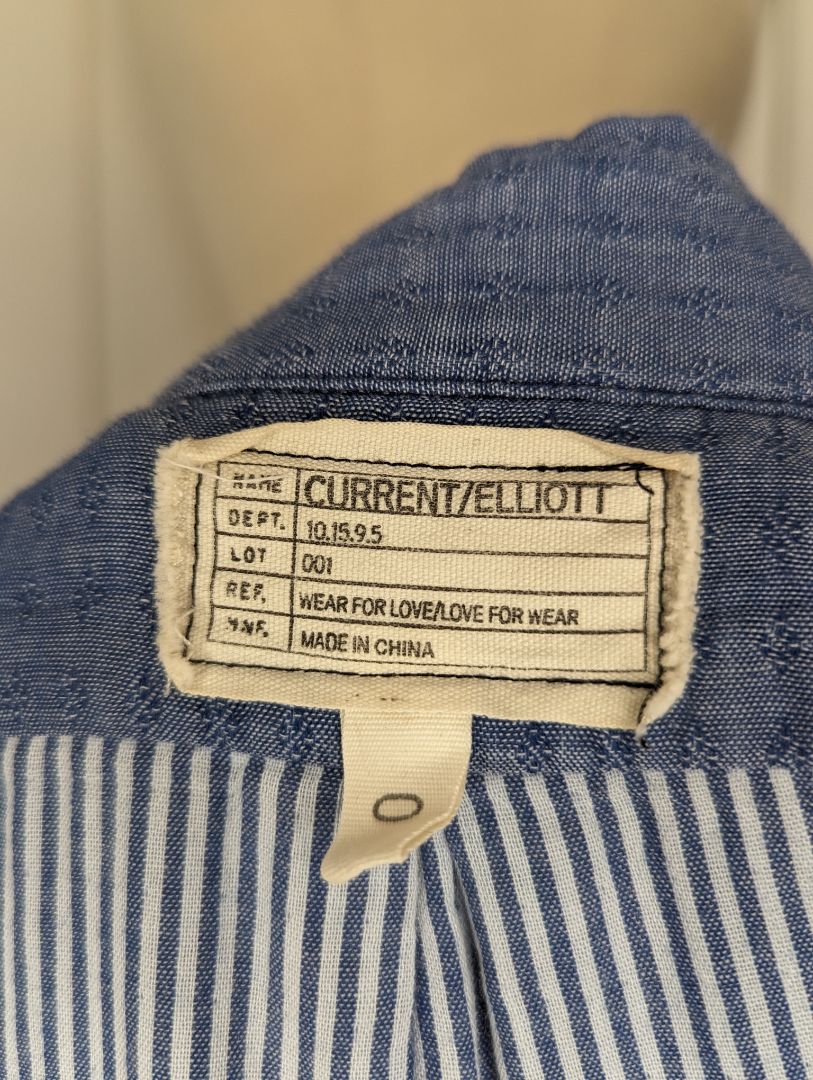 NAME CURRENT/ELLIOTT
DEPT. 10.15.9.5
LOT 001
REF. WEAR FOR LOVE/LOVE FOR WEAR
MNF. MADE IN CHINA
0